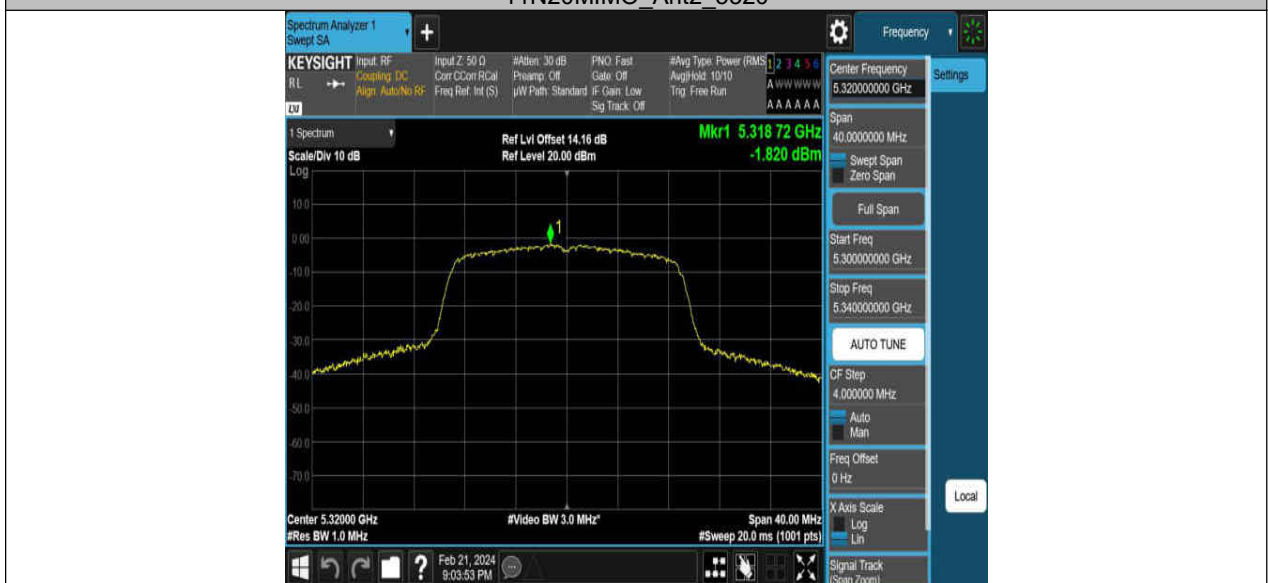 11N20MIMO_Ant2_5320
Spectrum Analyzer 1
Swept SA
+
Frequency
KEYSIGHT
RL
LXI
Input: RF
Coupling: DC
Align: Auto/No RF
Input Z: 50 Ω
Corr CCorr RCal
Freq Ref: Int (S)
#Atten: 30 dB
Preamp: Off
µW Path: Standard
PNO: Fast
Gate: Off
IF Gain: Low
Sig Track: Off
#Avg Type: Power (RMS
Avg|Hold: 10/10
Trig: Free Run
1 2 3 4 5 6
A W W W W W
A A A A A A
1 Spectrum
Scale/Div 10 dB
Log
Ref Lvl Offset 14.16 dB
Ref Level 20.00 dBm
Mkr1 5.318 72 GHz
-1.820 dBm
1
10.0
0.00
-10.0
-20.0
-30.0
-40.0
-50.0
-60.0
-70.0
Center 5.32000 GHz
#Res BW 1.0 MHz
#Video BW 3.0 MHz*
Span 40.00 MHz
#Sweep 20.0 ms (1001 pts)
Center Frequency
5.320000000 GHz
Settings
Span
40.0000000 MHz
Swept Span
Zero Span
Full Span
Start Freq
5.300000000 GHz
Stop Freq
5.340000000 GHz
AUTO TUNE
CF Step
4.000000 MHz
Auto
Man
Freq Offset
0 Hz
X Axis Scale
Log
Lin
Local
Signal Track
(Span Zoom)
?
Feb 21, 2024
9:03:53 PM